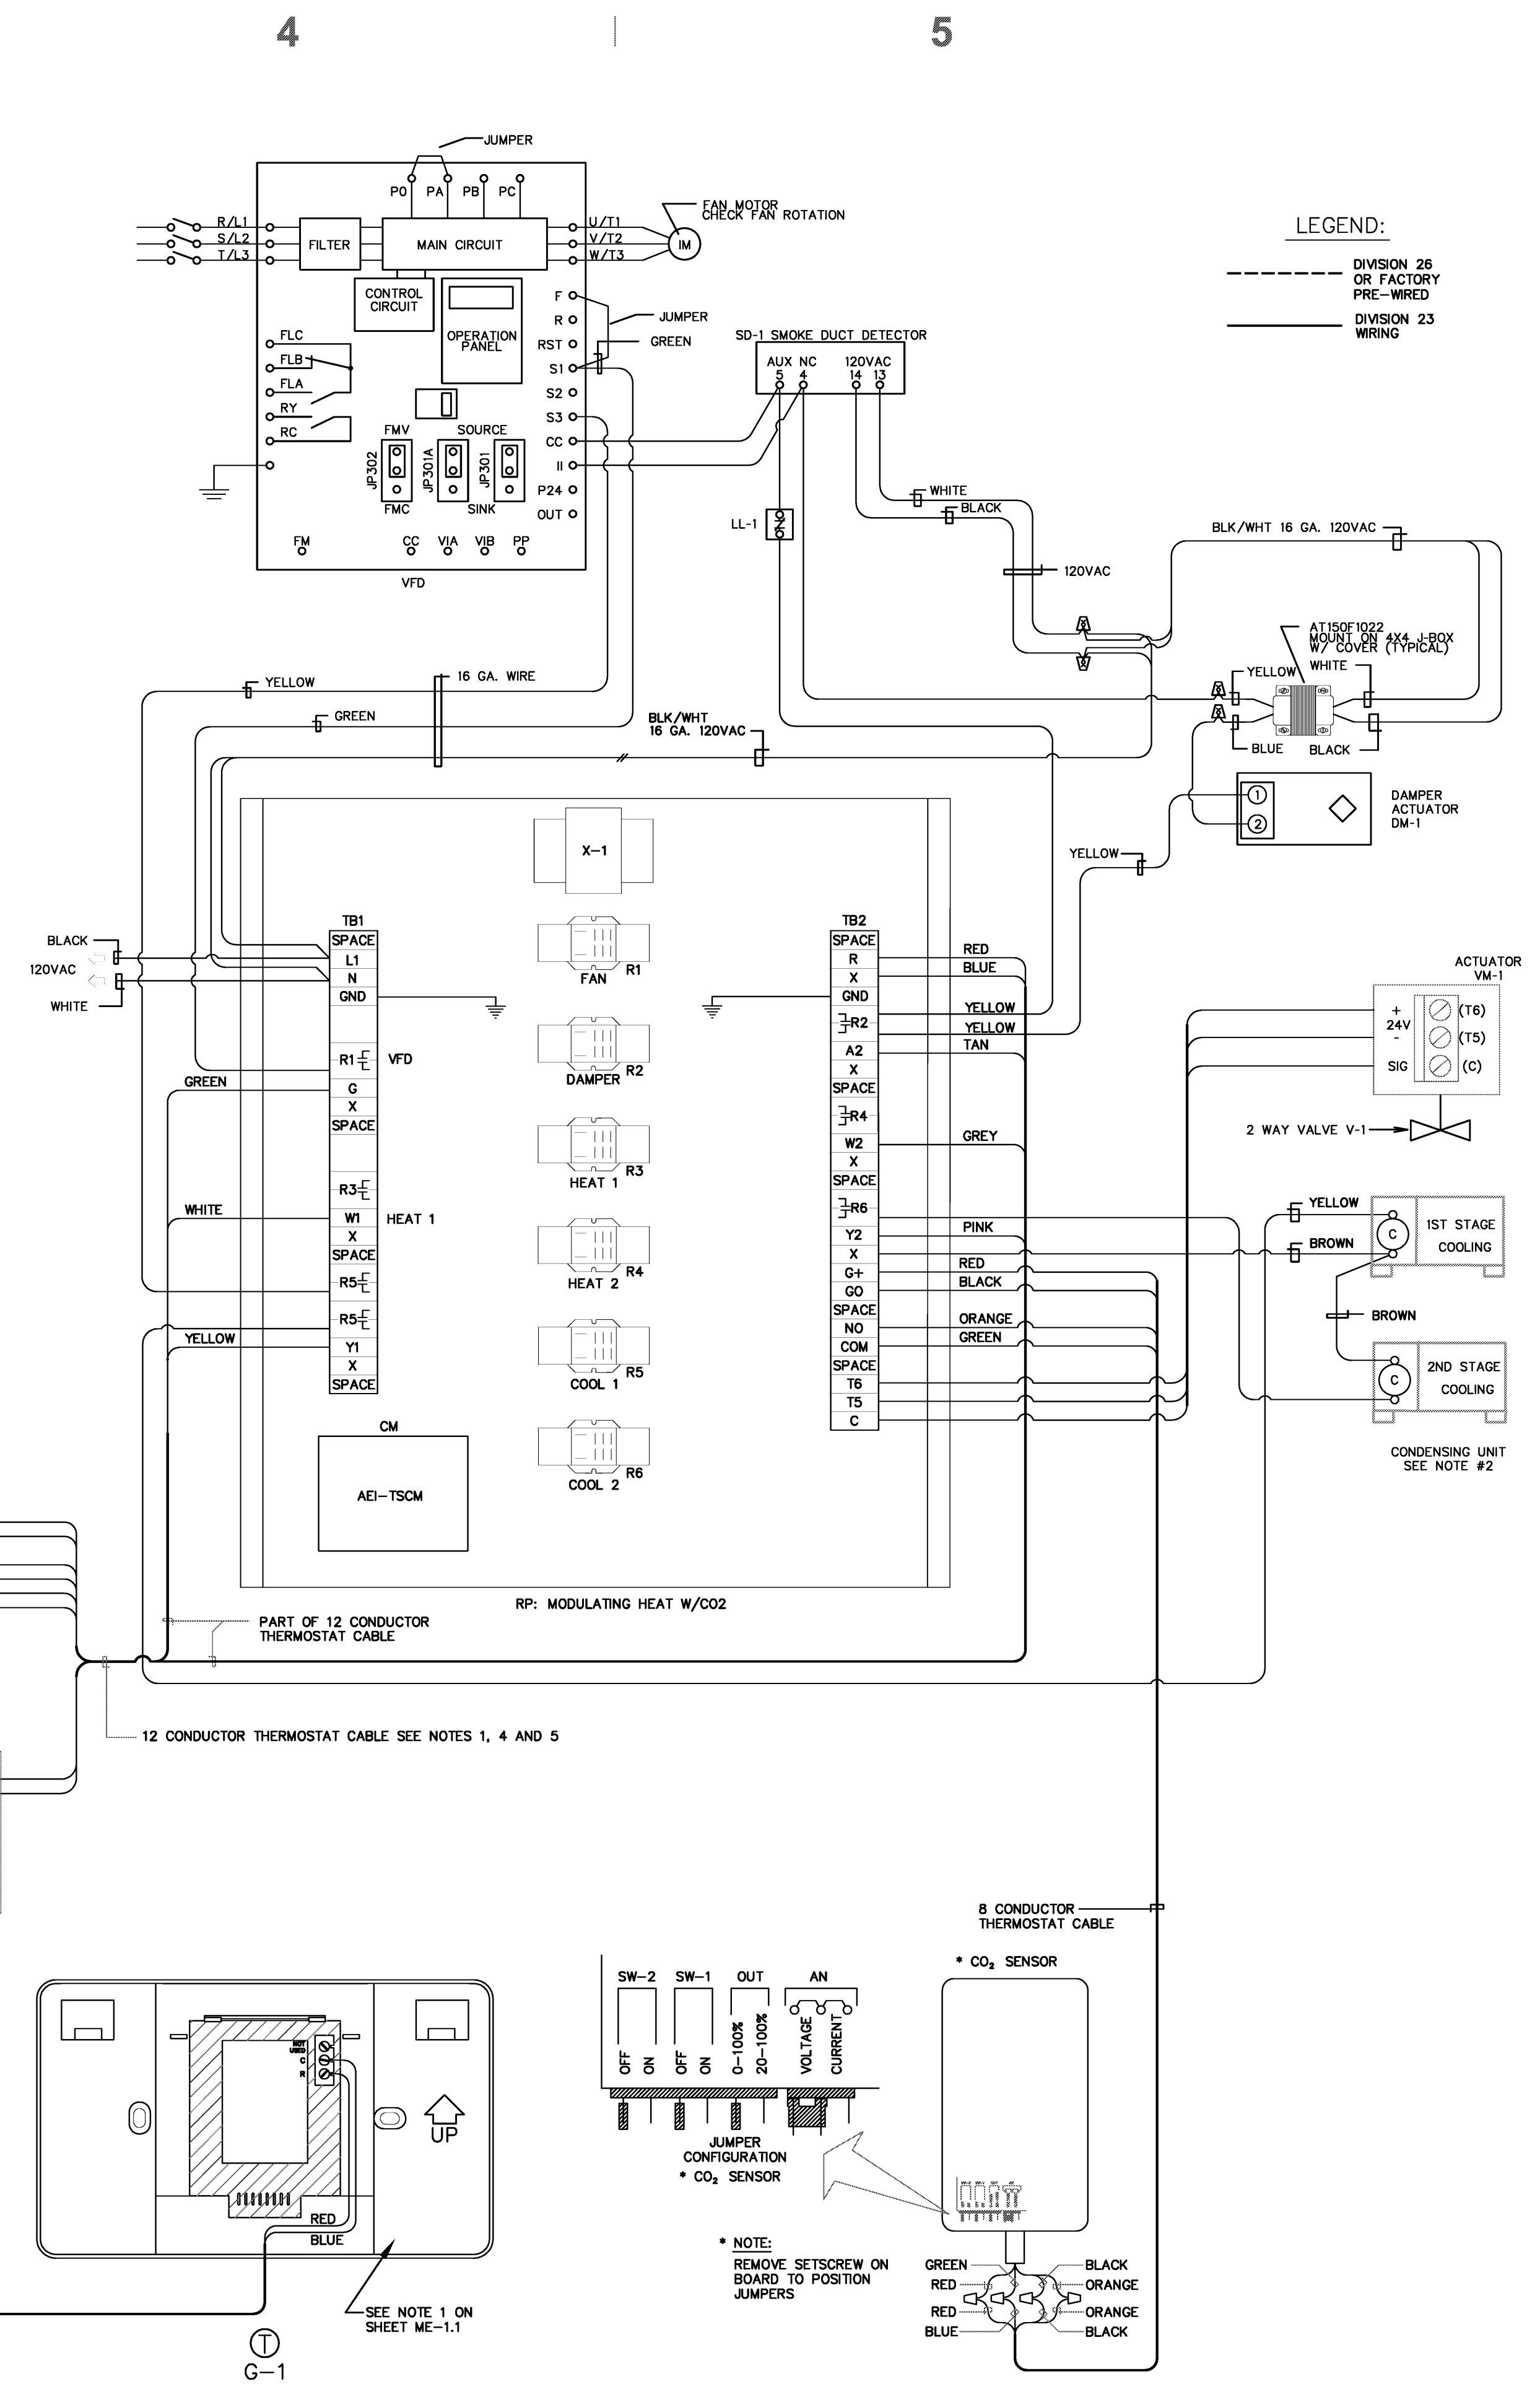 4
5
JUMPER
PO
PA
PB
PC
FAN MOTOR
CHECK FAN ROTATION
R/L1
S/L2
T/L3
FILTER
MAIN CIRCUIT
U/T1
V/T2
W/T3
IM
LEGEND:
DIVISION 26
OR FACTORY
PRE-WIRED
DIVISION 23
WIRING
CONTROL
CIRCUIT
OPERATION
PANEL
F
R
RST
S1
S2
S3
CC
II
P24
OUT
JUMPER
GREEN
FLC
FLB
FLA
RY
RC
FMV
SOURCE
JP302
JP301A
JP301
FMC
SINK
FM
CC
VIA
VIB
PP
VFD
SD-1 SMOKE DUCT DETECTOR
AUX NC
120VAC
5
4
14
13
WHITE
BLACK
LL-1
120VAC
BLK/WHT 16 GA. 120VAC
AT150F1022
MOUNT ON 4X4 J-BOX
W/ COVER (TYPICAL)
YELLOW
WHITE
BLUE
BLACK
YELLOW
16 GA. WIRE
GREEN
BLK/WHT
16 GA. 120VAC
1
2
DAMPER
ACTUATOR
DM-1
YELLOW
X-1
BLACK
120VAC
WHITE
TB1
SPACE
L1
N
GND
R1
VFD
GREEN
G
X
SPACE
R3
WHITE
W1
HEAT 1
X
SPACE
R5
R5
YELLOW
Y1
X
SPACE
R1
FAN
R2
DAMPER
R3
HEAT 1
R4
HEAT 2
R5
COOL 1
R6
COOL 2
CM
AEI-TSCM
TB2
SPACE
R
RED
X
BLUE
GND
R2
YELLOW
YELLOW
A2
TAN
X
SPACE
R4
W2
GREY
X
SPACE
R6
Y2
PINK
X
G+
RED
GO
BLACK
SPACE
NO
ORANGE
COM
GREEN
SPACE
T6
T5
C
ACTUATOR
VM-1
+
24V
-
SIG
(T6)
(T5)
(C)
2 WAY VALVE V-1
YELLOW
BROWN
C
1ST STAGE
COOLING
BROWN
C
2ND STAGE
COOLING
CONDENSING UNIT
SEE NOTE #2
RP: MODULATING HEAT W/CO2
PART OF 12 CONDUCTOR
THERMOSTAT CABLE
12 CONDUCTOR THERMOSTAT CABLE SEE NOTES 1, 4 AND 5
8 CONDUCTOR
THERMOSTAT CABLE
* CO₂ SENSOR
SW-2
SW-1
OUT
AN
OFF
ON
OFF
ON
0-100%
20-100%
VOLTAGE
CURRENT
JUMPER
CONFIGURATION
* CO₂ SENSOR
* NOTE:
REMOVE SETSCREW ON
BOARD TO POSITION
JUMPERS
GREEN
RED
RED
BLUE
BLACK
ORANGE
ORANGE
BLACK
NOT
USED
C
R
UP
RED
BLUE
SEE NOTE 1 ON
SHEET ME-1.1
T
G-1